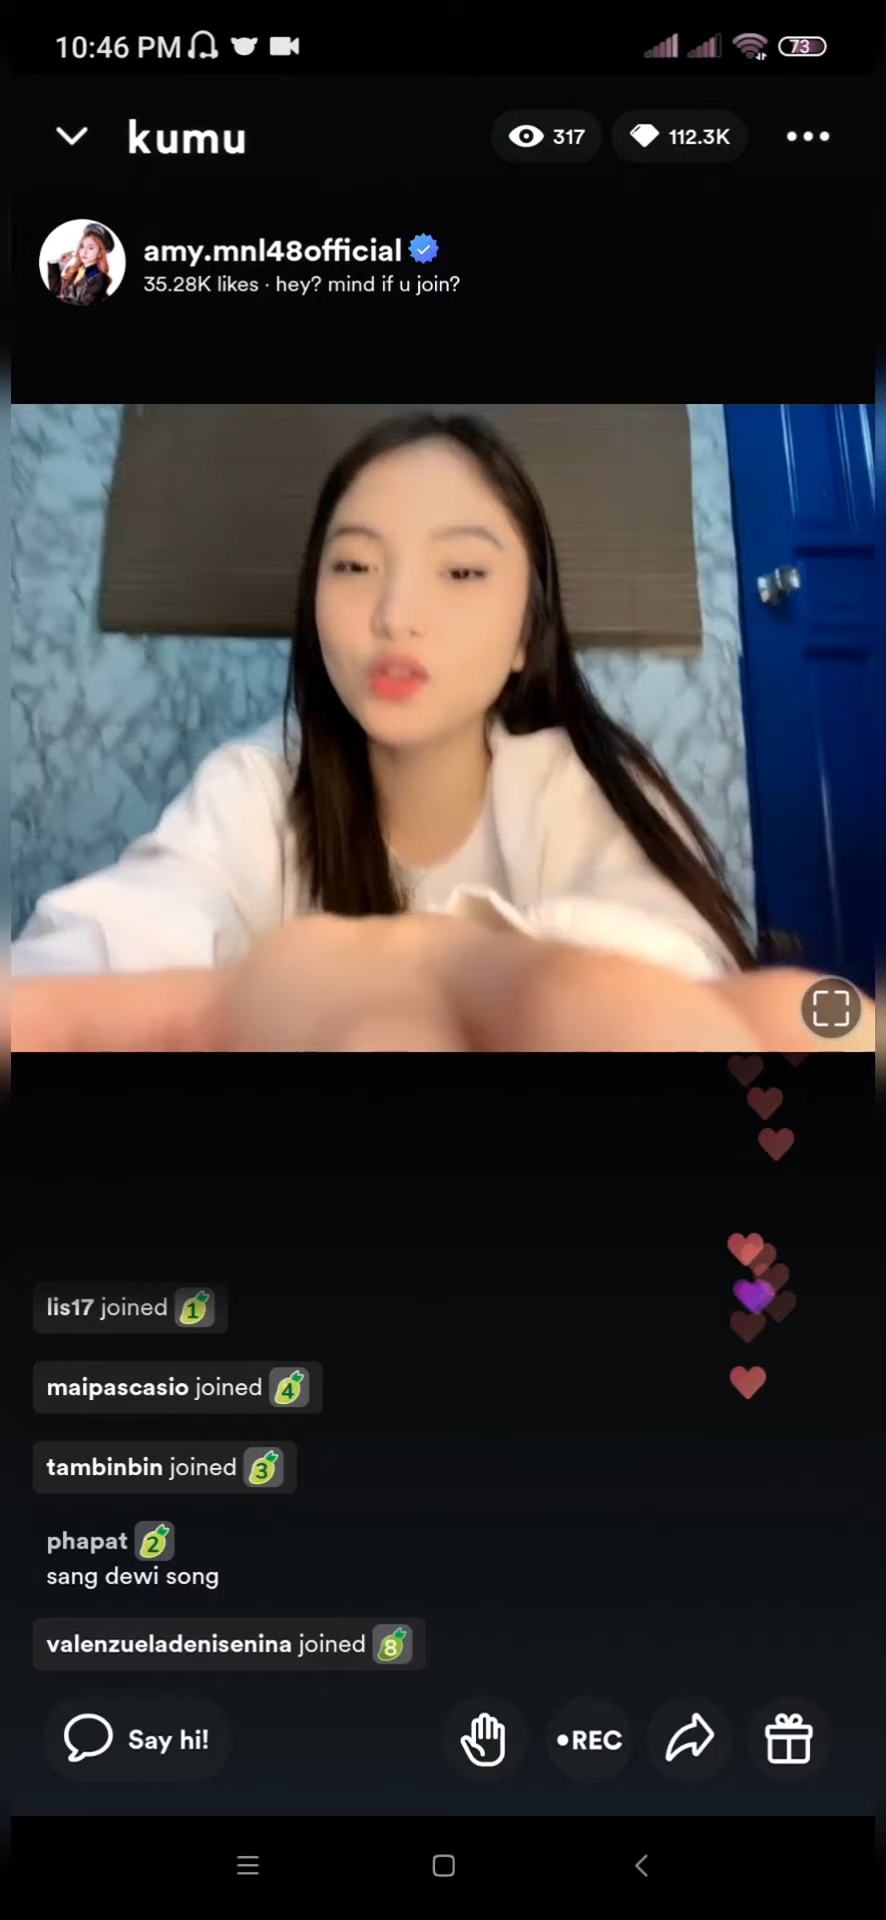 10:46 PM 73
kumu 317 112.3K
amy.mnl48official
35.28K likes · hey? mind if u join?
lis17 joined 1
maipascasio joined 4
tambinbin joined 3
phapat 2
sang dewi song
valenzueladenisenina joined 8
Say hi! •REC